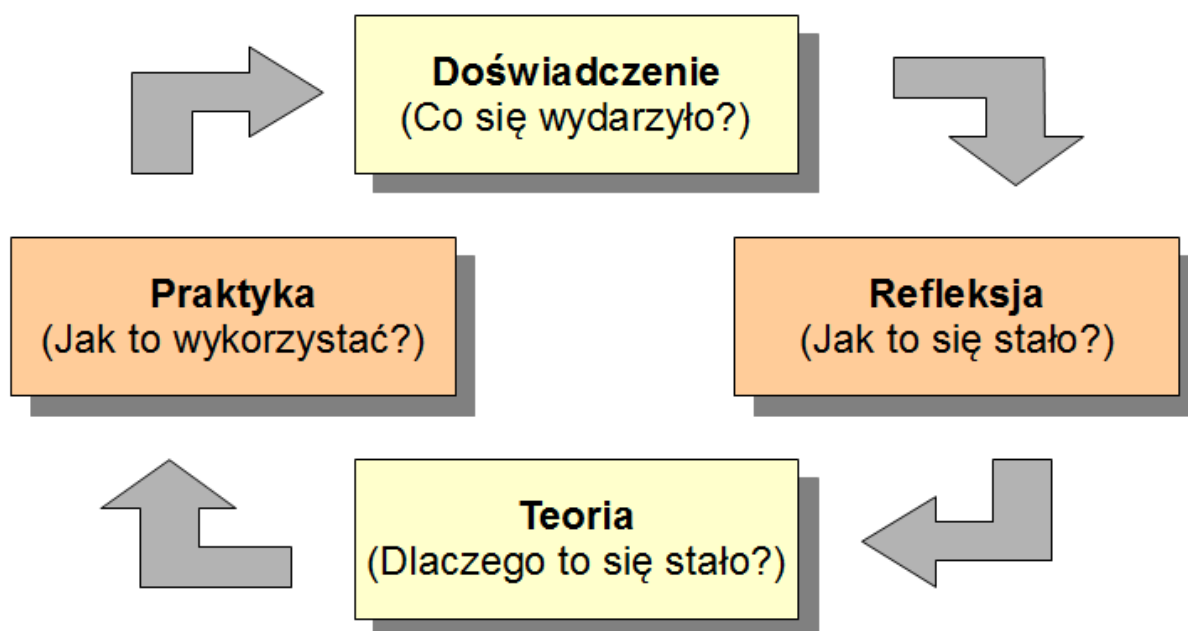 Doświadczenie
(Co się wydarzyło?)
Praktyka
(Jak to wykorzystać?)
Refleksja
(Jak to się stało?)
Teoria
(Dlaczego to się stało?)